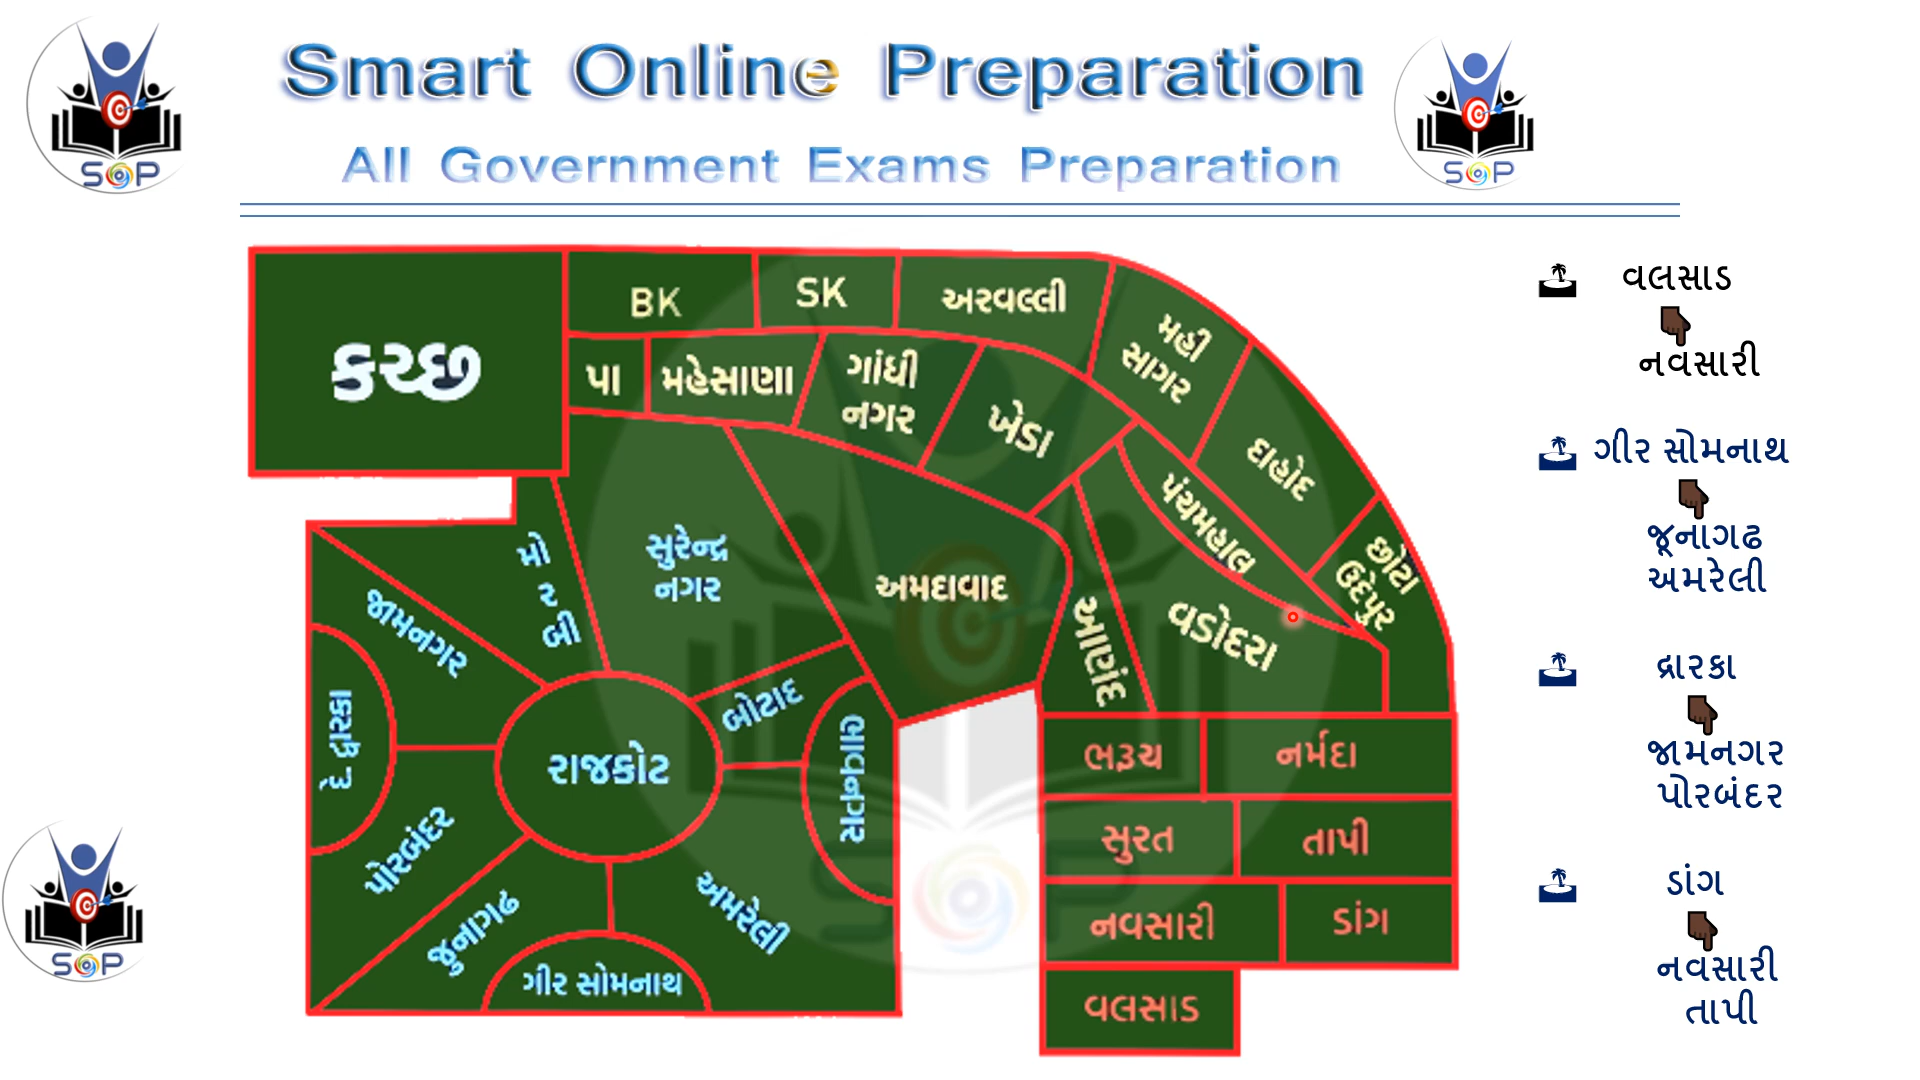 Smart Online Preparation
All Government Exams Preparation
SOP
SOP
કચ્છ
BK
SK
અરવલ્લી
મહી
સાગર
પા
મહેસાણા
ગાંધી
નગર
ખેડા
દાહોદ
પંચમહાલ
છોટા
ઉદેપુર
મો
ર
બી
સુરેન્દ્ર
નગર
અમદાવાદ
આણંદ
વડોદરા
જામનગર
દે. દ્વારકા
રાજકોટ
બોટાદ
ભાવનગર
પોરબંદર
જુનાગઢ
અમરેલી
ગીર સોમનાથ
ભરૂચ
નર્મદા
સુરત
તાપી
નવસારી
ડાંગ
વલસાડ
વલસાડ
નવસારી
ગીર સોમનાથ
જૂનાગઢ
અમરેલી
દ્રારકા
જામનગર
પોરબંદર
ડાંગ
નવસારી
તાપી
SOP
SOP